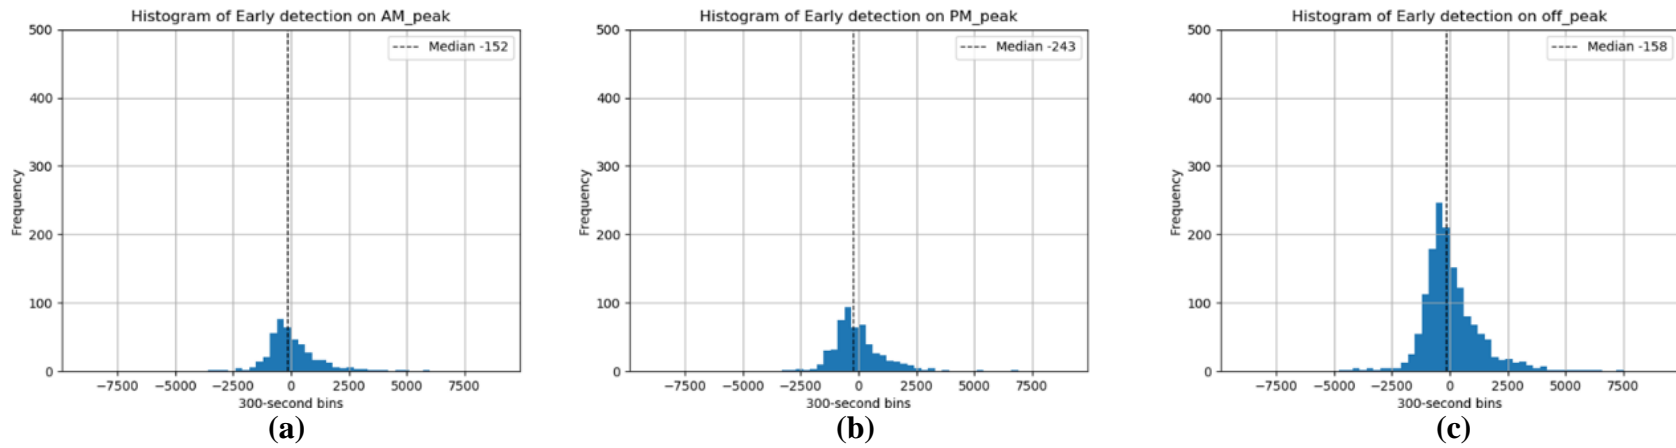 Histogram of Early detection on AM_peak
500
400
300
200
100
0
Frequency
Median -152
−7500 −5000 −2500 0 2500 5000 7500
300-second bins
(a)
Histogram of Early detection on PM_peak
500
400
300
200
100
0
Frequency
Median -243
−7500 −5000 −2500 0 2500 5000 7500
300-second bins
(b)
Histogram of Early detection on off_peak
500
400
300
200
100
0
Frequency
Median -158
−7500 −5000 −2500 0 2500 5000 7500
300-second bins
(c)